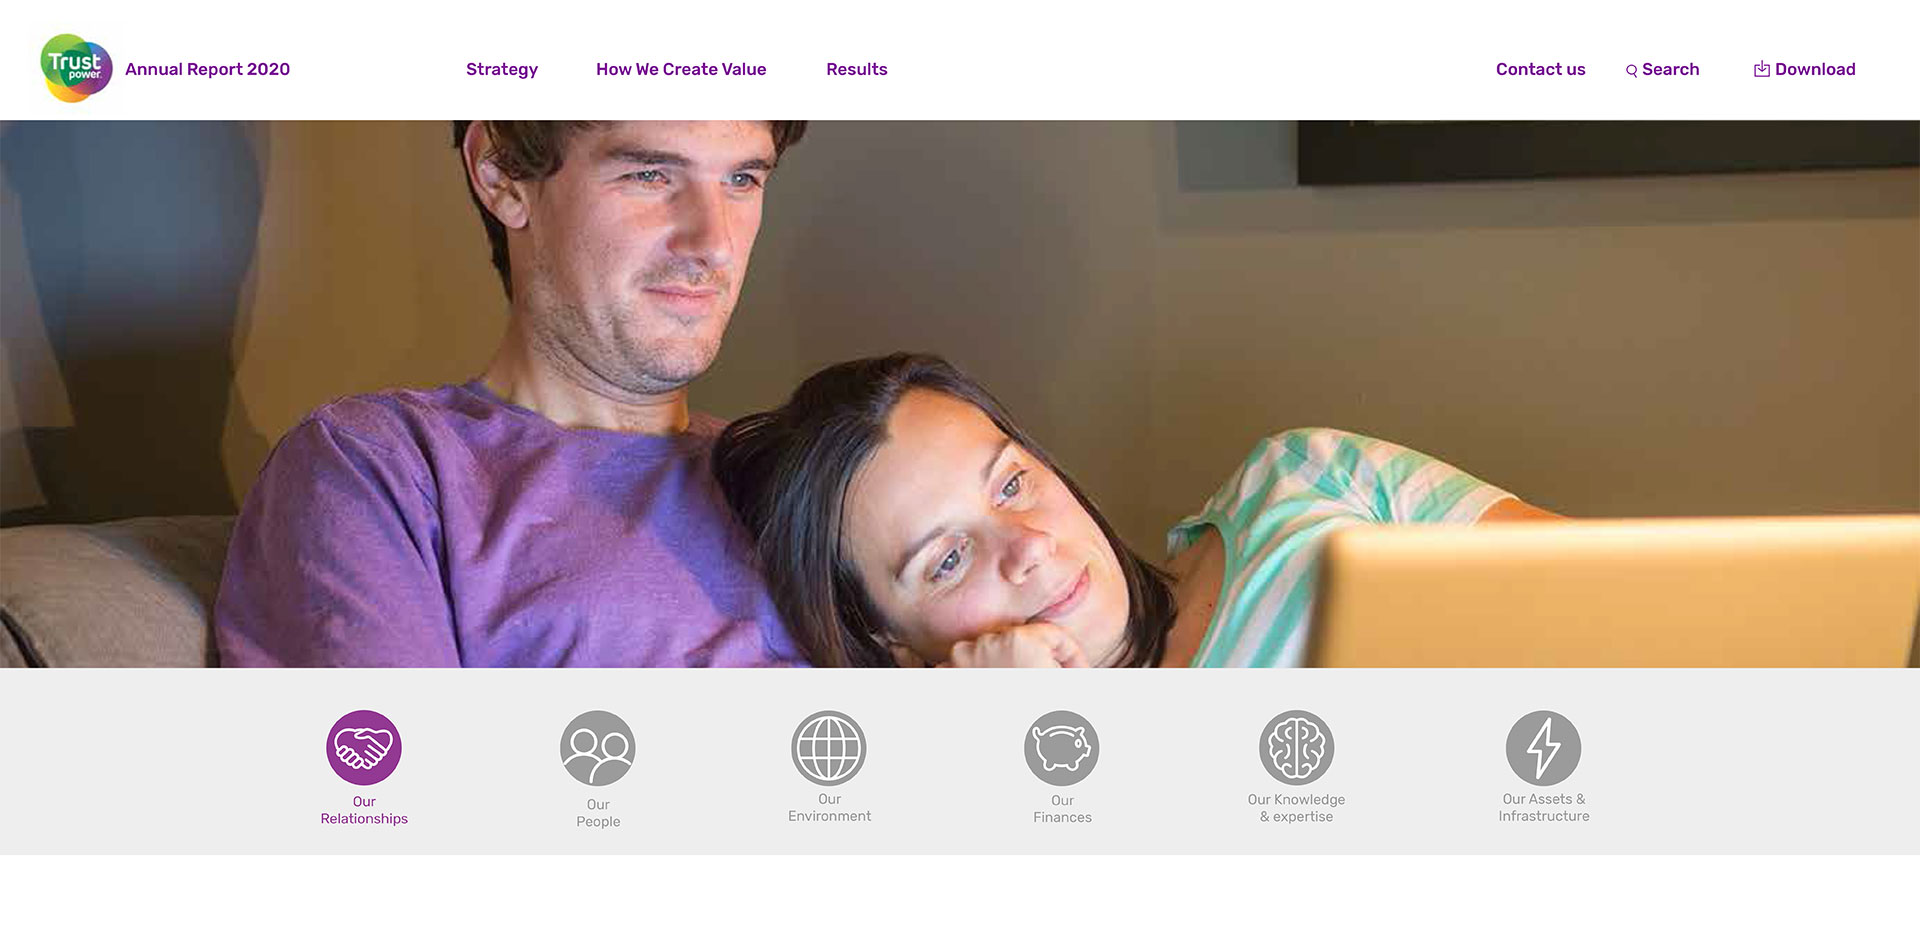 Trust
power.
Annual Report 2020
Strategy
How We Create Value
Results
Contact us
Search
Download
Our
Relationships
Our
People
Our
Environment
Our
Finances
Our Knowledge
& expertise
Our Assets &
Infrastructure